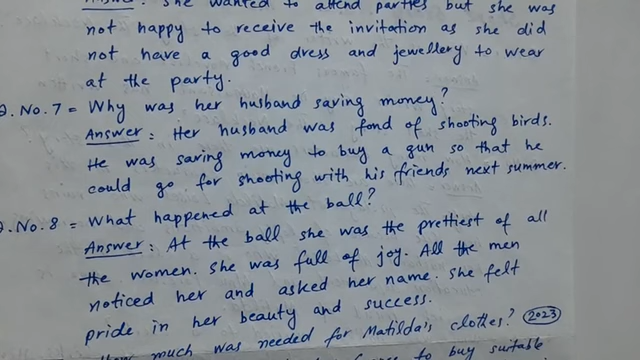 Answer : She wanted to attend parties but she was
not happy to receive the invitation as she did
not have a good dress and jewellery to wear
at the party.
Q. No. 7 = Why was her husband saving money?
Answer : Her husband was fond of shooting birds.
He was saving money to buy a gun so that he
could go for shooting with his friends next summer.
Q. No. 8 = What happened at the ball?
Answer : At the ball she was the prettiest of all
the women. She was full of joy. All the men
noticed her and asked her name. She felt
pride in her beauty and success.
much was needed for Matilda's clothes? 2023
to buy suitable